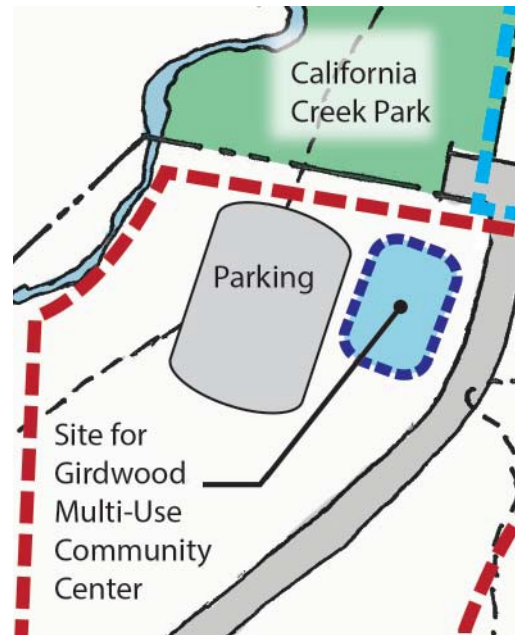 California
Creek Park
Parking
Site for
Girdwood
Multi-Use
Community
Center